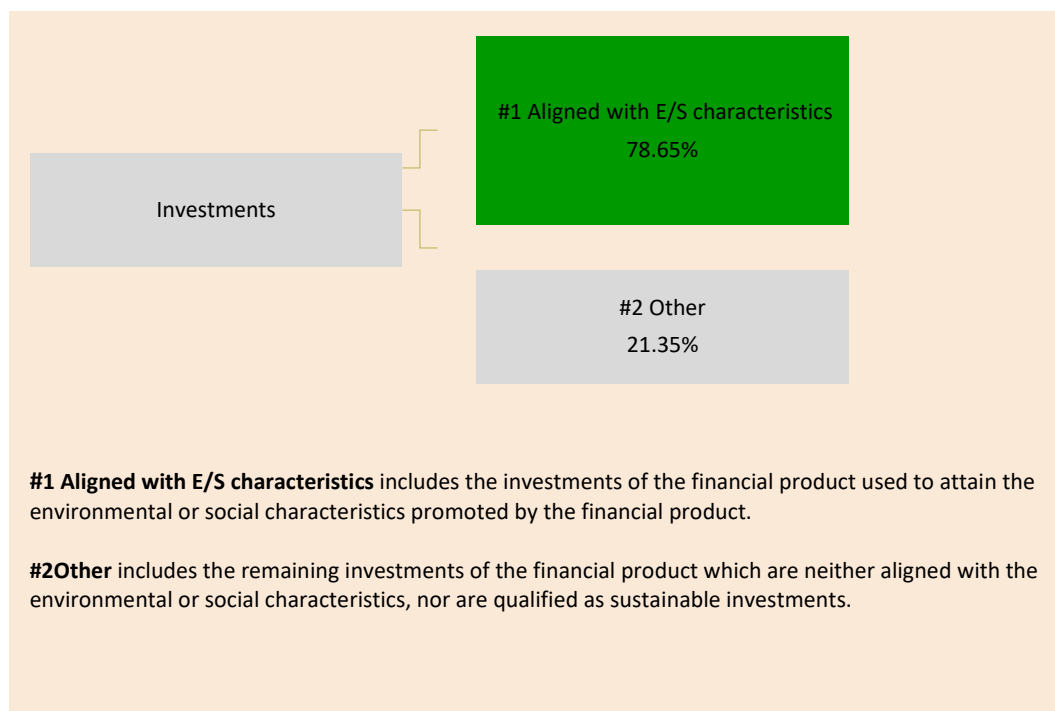 #1 Aligned with E/S characteristics
78.65%
Investments
#2 Other
21.35%
#1 Aligned with E/S characteristics includes the investments of the financial product used to attain the
environmental or social characteristics promoted by the financial product.
#2Other includes the remaining investments of the financial product which are neither aligned with the
environmental or social characteristics, nor are qualified as sustainable investments.